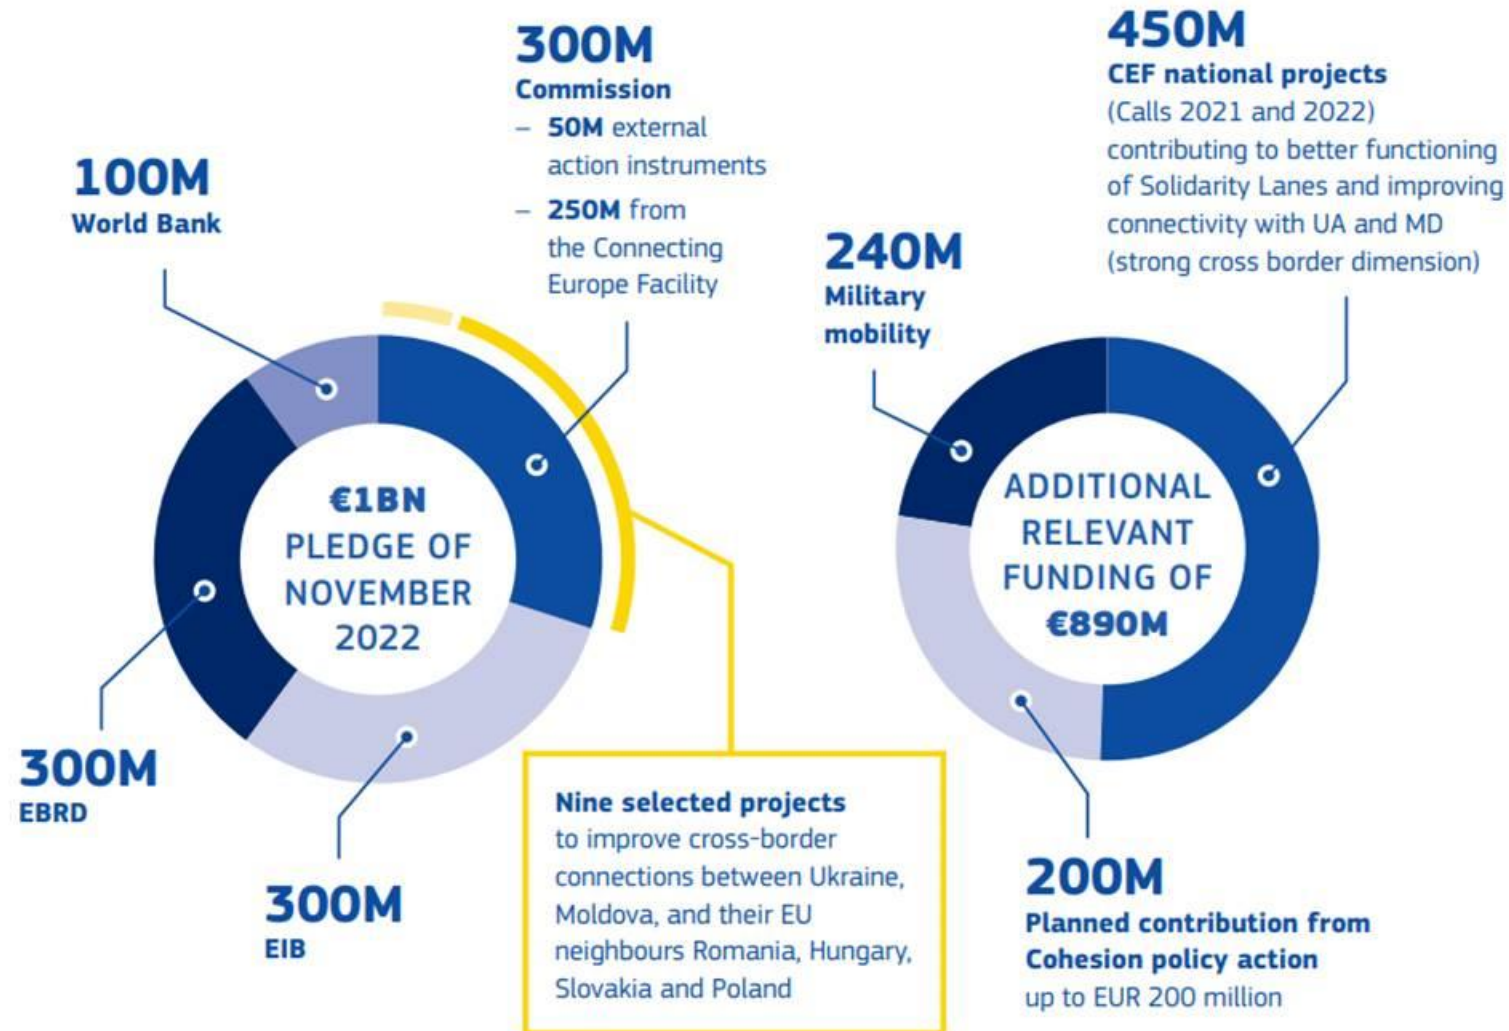 300M
Commission
– 50M external
action instruments
– 250M from
the Connecting
Europe Facility
100M
World Bank
€1BN
PLEDGE OF
NOVEMBER
2022
300M
EBRD
300M
EIB
Nine selected projects
to improve cross-border
connections between Ukraine,
Moldova, and their EU
neighbours Romania, Hungary,
Slovakia and Poland
450M
CEF national projects
(Calls 2021 and 2022)
contributing to better functioning
of Solidarity Lanes and improving
connectivity with UA and MD
(strong cross border dimension)
240M
Military
mobility
ADDITIONAL
RELEVANT
FUNDING OF
€890M
200M
Planned contribution from
Cohesion policy action
up to EUR 200 million